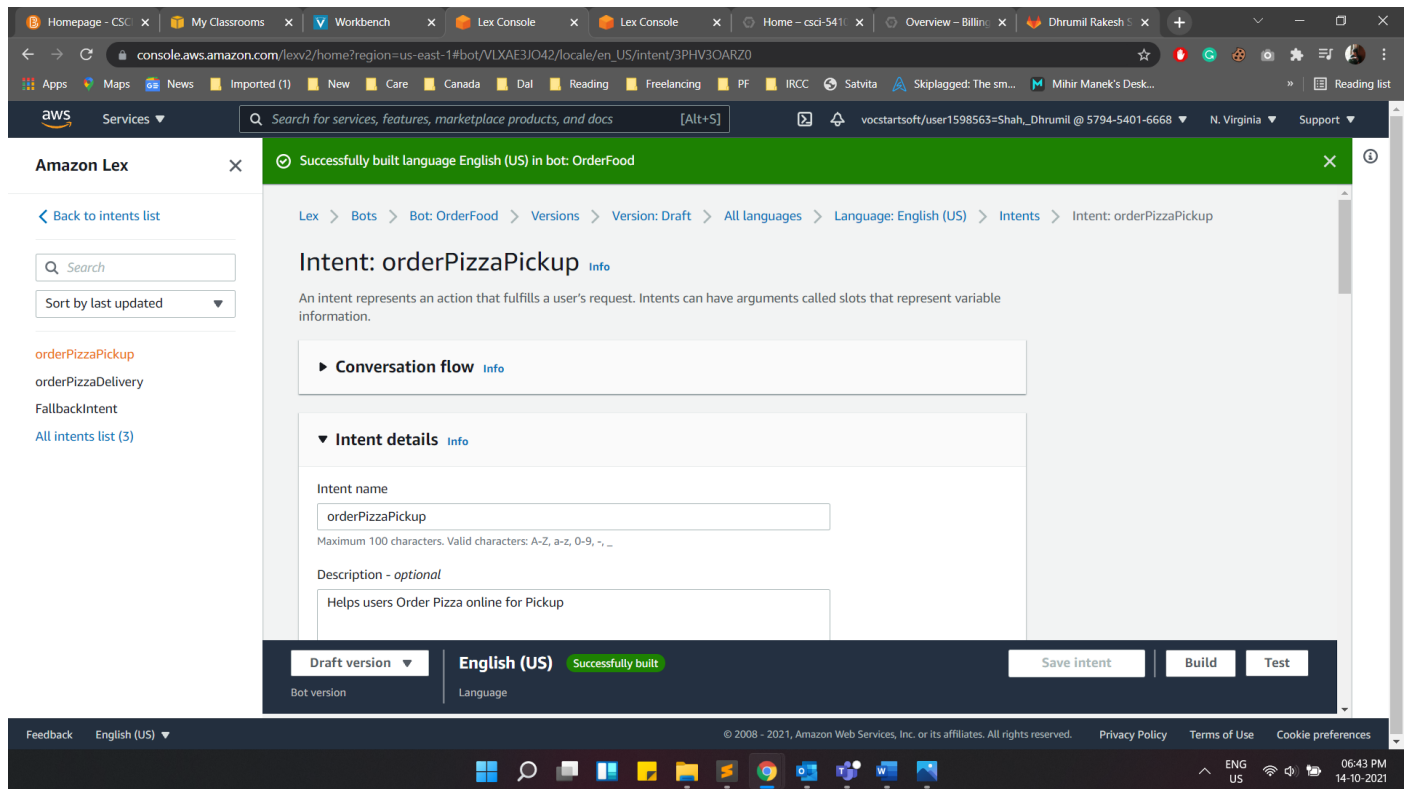 Homepage - CSC
My Classrooms
Workbench
Lex Console
Lex Console
Home – csci-541
Overview – Billing
Dhrumil Rakesh S
console.aws.amazon.com/lexv2/home?region=us-east-1#bot/VLXAE3JO42/locale/en_US/intent/3PHV3OARZ0
Apps Maps GE News Imported (1) New Care Canada Dal Reading Freelancing PF IRCC Satvita Skiplagged: The sm... Mihir Manek's Desk... » Reading list
aws Services ▼ Search for services, features, marketplace products, and docs [Alt+S] vocstartsoft/user1598563=Shah,_Dhrumil @ 5794-5401-6668 ▼ N. Virginia ▼ Support ▼
Amazon Lex
Successfully built language English (US) in bot: OrderFood
Back to intents list
Search
Sort by last updated
orderPizzaPickup
orderPizzaDelivery
FallbackIntent
All intents list (3)
Lex > Bots > Bot: OrderFood > Versions > Version: Draft > All languages > Language: English (US) > Intents > Intent: orderPizzaPickup
Intent: orderPizzaPickup Info
An intent represents an action that fulfills a user's request. Intents can have arguments called slots that represent variable
information.
Conversation flow Info
Intent details Info
Intent name
orderPizzaPickup
Maximum 100 characters. Valid characters: A-Z, a-z, 0-9, -, _
Description - optional
Helps users Order Pizza online for Pickup
Draft version ▼ English (US) Successfully built Save intent Build Test
Bot version Language
Feedback English (US) ▼ © 2008 - 2021, Amazon Web Services, Inc. or its affiliates. All rights reserved. Privacy Policy Terms of Use Cookie preferences
ENG
US
06:43 PM
14-10-2021